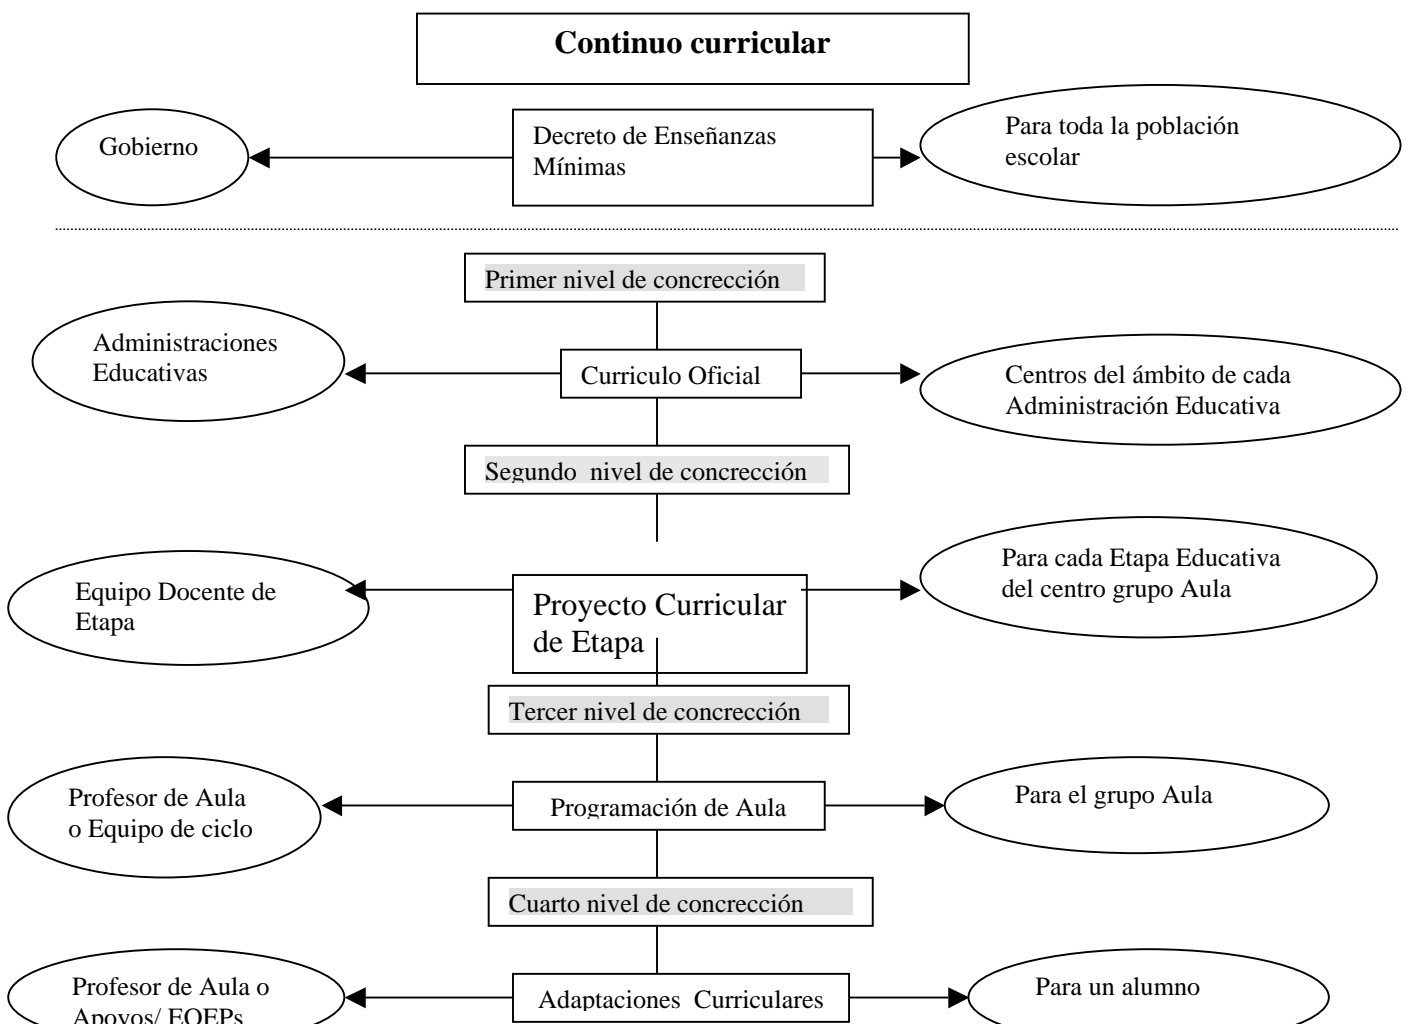 Continuo curricular
Gobierno
Decreto de Enseñanzas
Mínimas
Para toda la población
escolar
Primer nivel de concrección
Administraciones
Educativas
Curriculo Oficial
Centros del ámbito de cada
Administración Educativa
Segundo nivel de concrección
Equipo Docente de
Etapa
Proyecto Curricular
de Etapa
Para cada Etapa Educativa
del centro grupo Aula
Tercer nivel de concrección
Profesor de Aula
o Equipo de ciclo
Programación de Aula
Para el grupo Aula
Cuarto nivel de concrección
Profesor de Aula o
Apoyos/ EOEPs
Adaptaciones Curriculares
Para un alumno